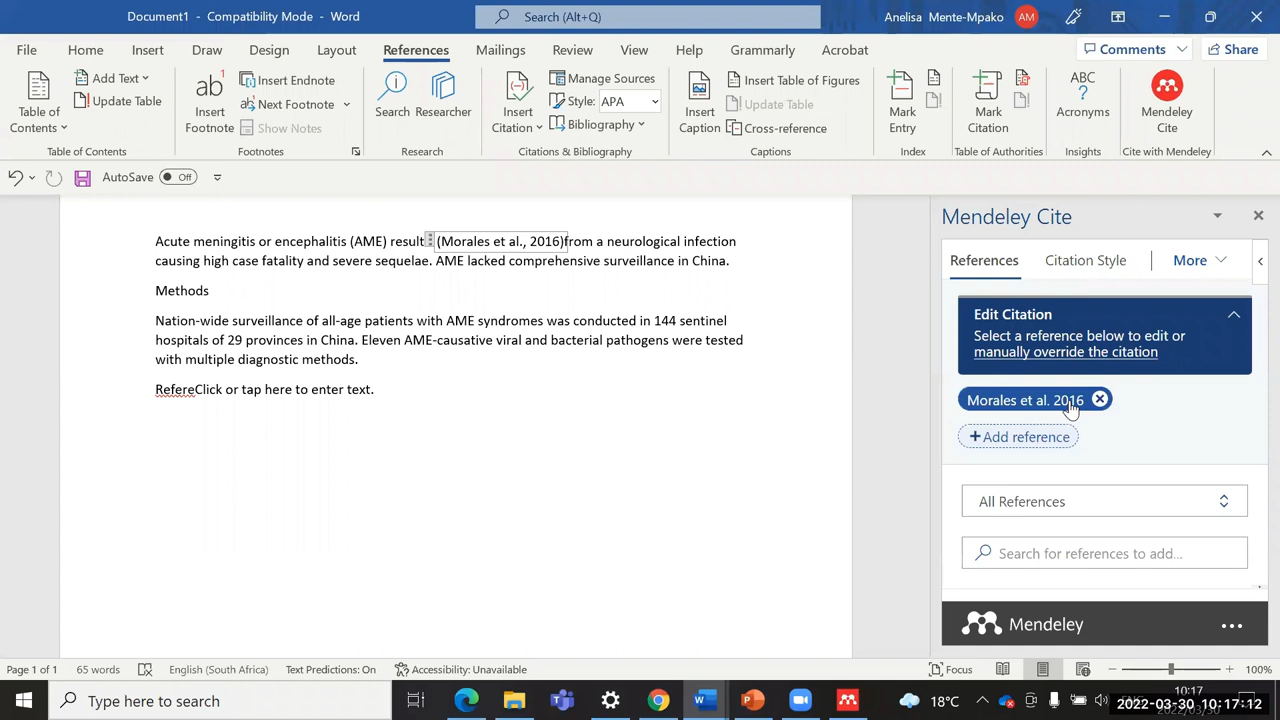 Document1 - Compatibility Mode - Word
Search (Alt+Q)
Anelisa Mente-Mpako AM
File Home Insert Draw Design Layout References Mailings Review View Help Grammarly Acrobat Comments Share
Table of Contents
Add Text
Update Table
Table of Contents
ab1
Insert Footnote
Insert Endnote
Next Footnote
Show Notes
Footnotes
Search
Researcher
Research
Insert Citation
Manage Sources
Style: APA
Bibliography
Citations & Bibliography
Insert Caption
Insert Table of Figures
Update Table
Cross-reference
Captions
Mark Entry
Index
Mark Citation
Table of Authorities
ABC
?
Acronyms
Insights
Mendeley Cite
Cite with Mendeley
AutoSave Off
Acute meningitis or encephalitis (AME) result (Morales et al., 2016)from a neurological infection
causing high case fatality and severe sequelae. AME lacked comprehensive surveillance in China.
Methods
Nation-wide surveillance of all-age patients with AME syndromes was conducted in 144 sentinel
hospitals of 29 provinces in China. Eleven AME-causative viral and bacterial pathogens were tested
with multiple diagnostic methods.
RefereClick or tap here to enter text.
Mendeley Cite
References Citation Style More
Edit Citation
Select a reference below to edit or
manually override the citation
Morales et al. 2016
+ Add reference
All References
Search for references to add...
Mendeley
Page 1 of 1 65 words English (South Africa) Text Predictions: On Accessibility: Unavailable Focus 100%
Type here to search
18°C
10:17
2022-03-30 10:17:12